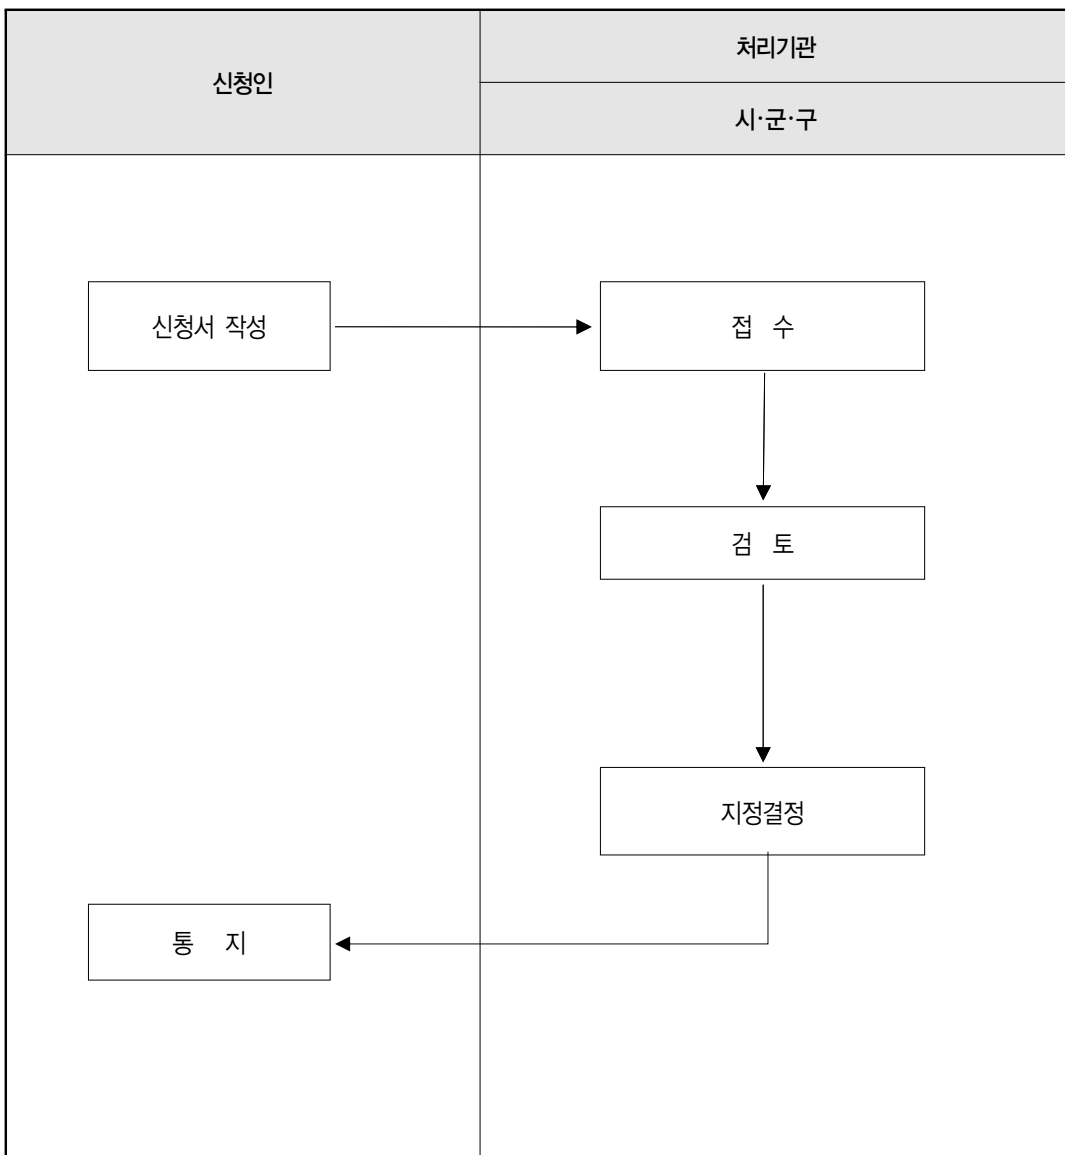 신청인
처리기관
시·군·구
신청서 작성
접 수
검 토
지정결정
통 지